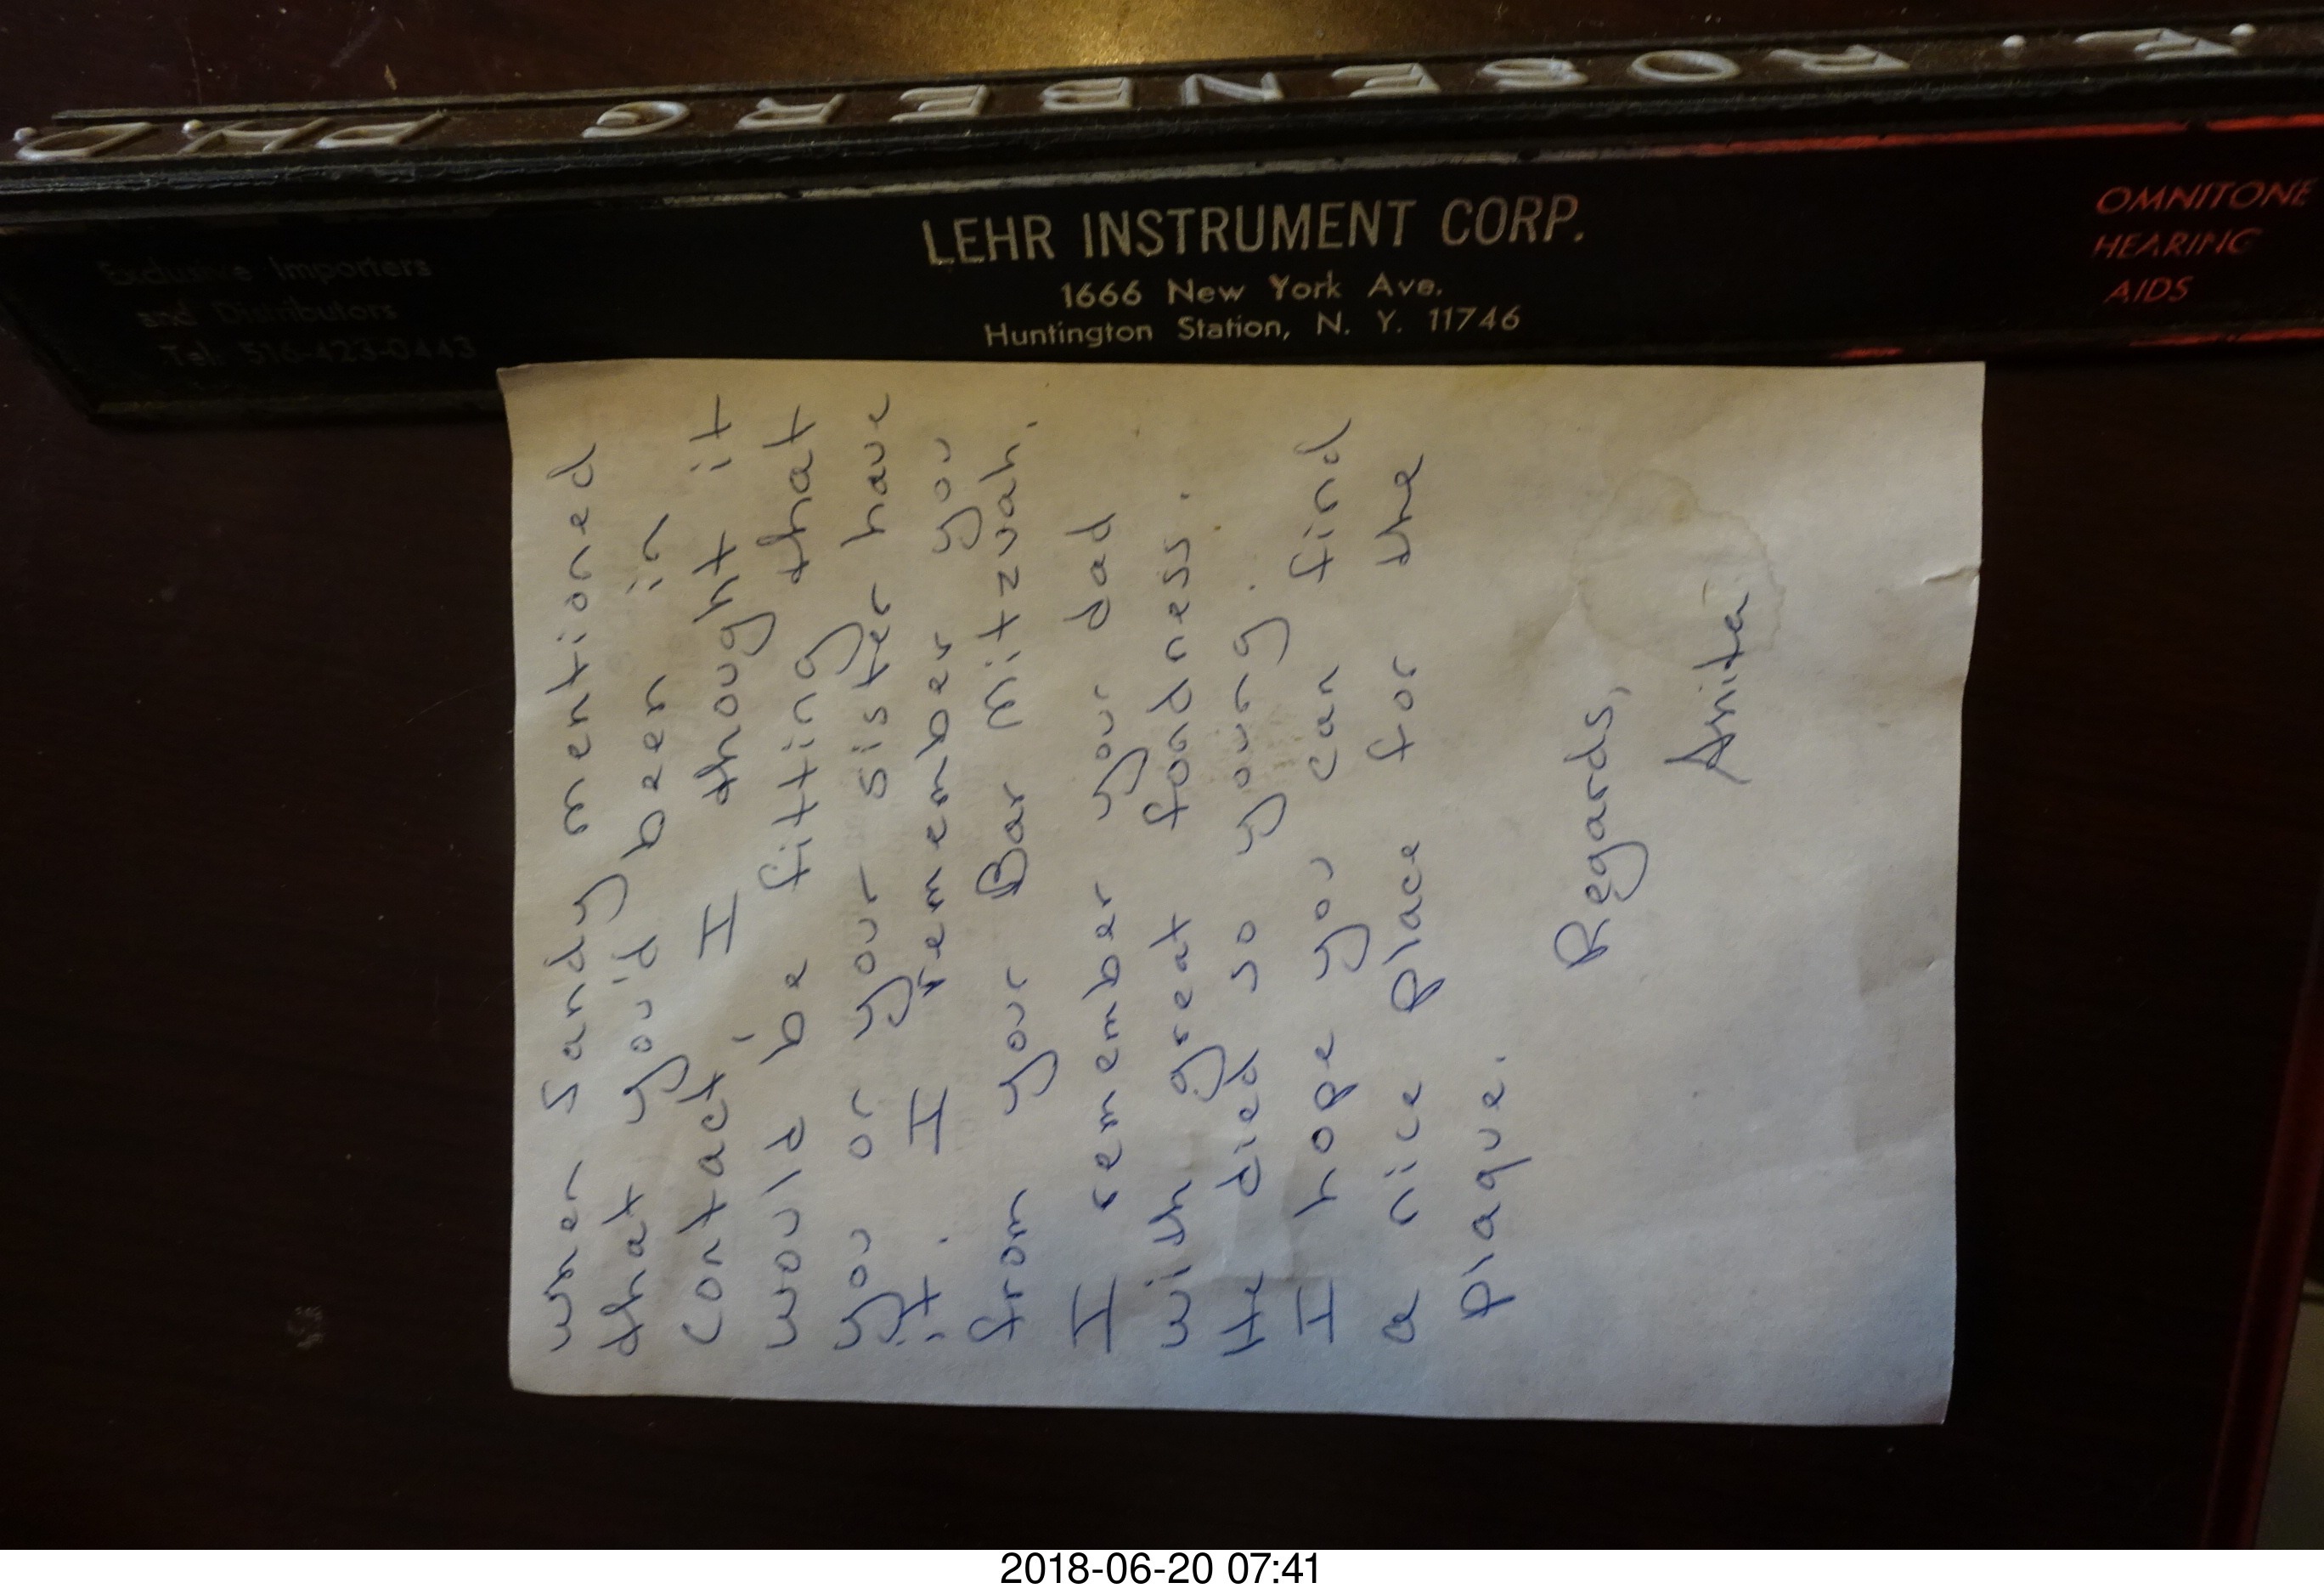 P. ROSENBERG PH.D.
Exclusive Importers
and Distributors
Tel: 516-423-0443
LEHR INSTRUMENT CORP.
1666 New York Ave.
Huntington Station, N. Y. 11746
OMNITONE
HEARING
AIDS
when Sandy mentioned
that you'd been in
contact, I thought it
would be fitting that
you or your sister have
it. I remember you
from your Bar Mitzvah.
I remember your dad
with great fondness.
He died so young.
I hope you can find
a nice place for the
plaque.
Regards,
Anita
2018-06-20 07:41